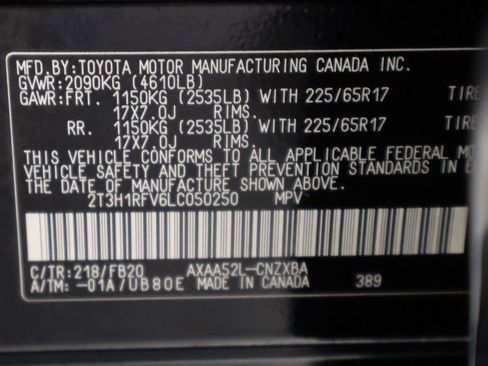 MFD.BY:TOYOTA MOTOR MANUFACTURING CANADA INC.
GVWR:2090KG (4610LB)
GAWR:FRT. 1150KG (2535LB) WITH 225/65R17 TIRE
17X7.0J RIMS.
RR. 1150KG (2535LB) WITH 225/65R17 TIRE
17X7.0J RIMS.
THIS VEHICLE CONFORMS TO ALL APPLICABLE FEDERAL MO
VEHICLE SAFETY AND THEFT PREVENTION STANDARDS IN E
THE DATE OF MANUFACTURE SHOWN ABOVE.
2T3H1RFV6LC050250 MPV
C/TR:218/FB20 AXAA52L-CNZXBA
A/TM: -01A/UB80E MADE IN CANADA 389